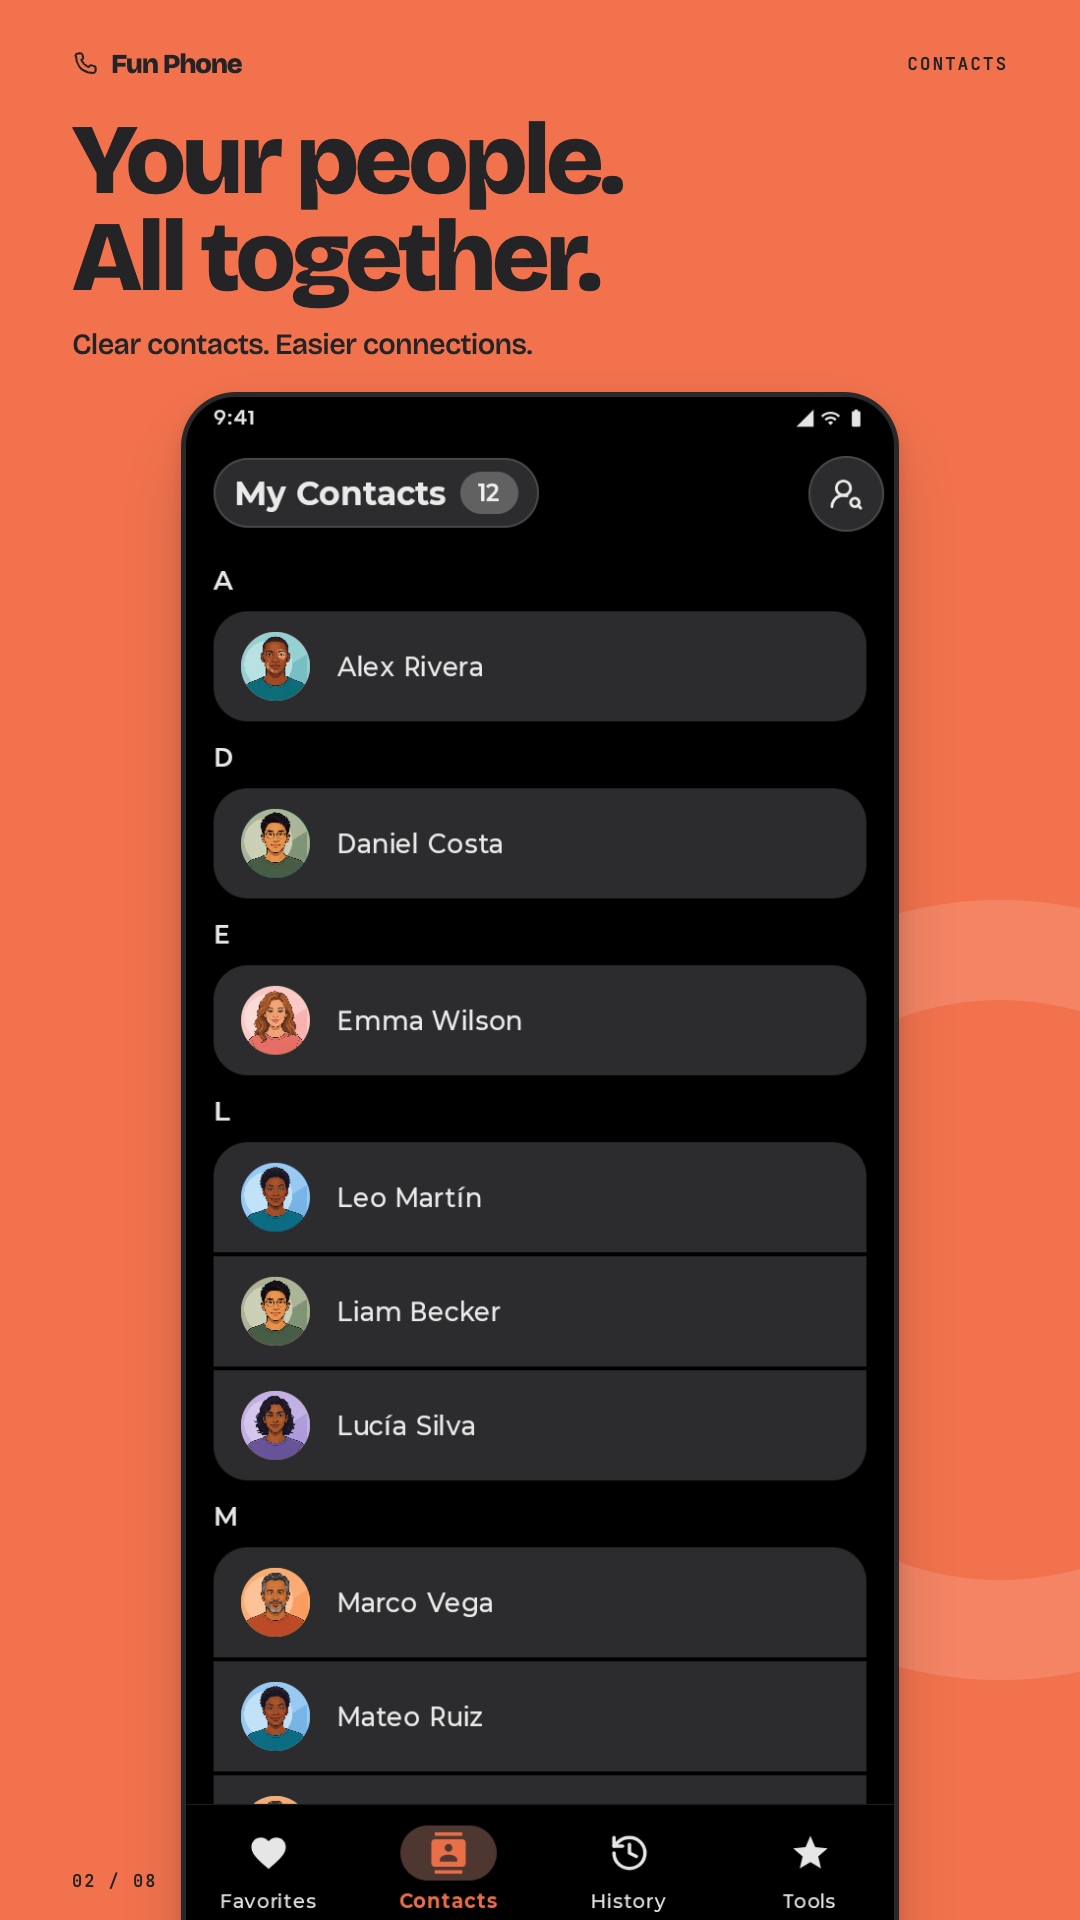 Fun Phone
CONTACTS
Your people.
All together.
Clear contacts. Easier connections.
9:41
My Contacts 12
A
Alex Rivera
D
Daniel Costa
E
Emma Wilson
L
Leo Martín
Liam Becker
Lucía Silva
M
Marco Vega
Mateo Ruiz
02 / 08
Favorites Contacts History Tools